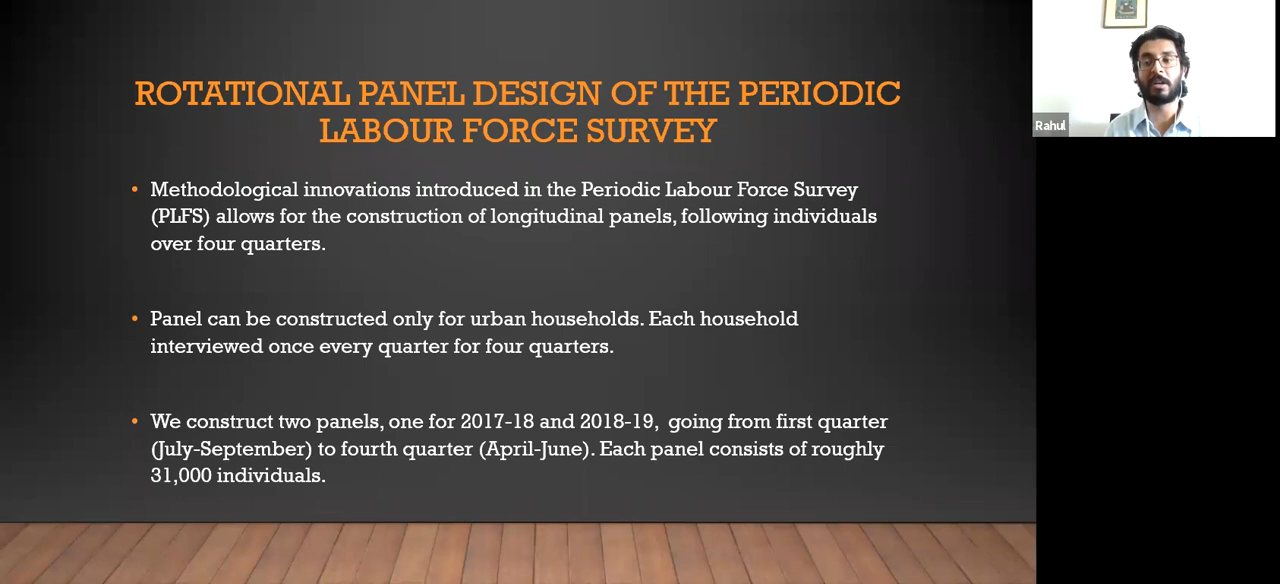 ROTATIONAL PANEL DESIGN OF THE PERIODIC
LABOUR FORCE SURVEY
• Methodological innovations introduced in the Periodic Labour Force Survey
(PLFS) allows for the construction of longitudinal panels, following individuals
over four quarters.
• Panel can be constructed only for urban households. Each household
interviewed once every quarter for four quarters.
• We construct two panels, one for 2017-18 and 2018-19, going from first quarter
(July-September) to fourth quarter (April-June). Each panel consists of roughly
31,000 individuals.
Rahul